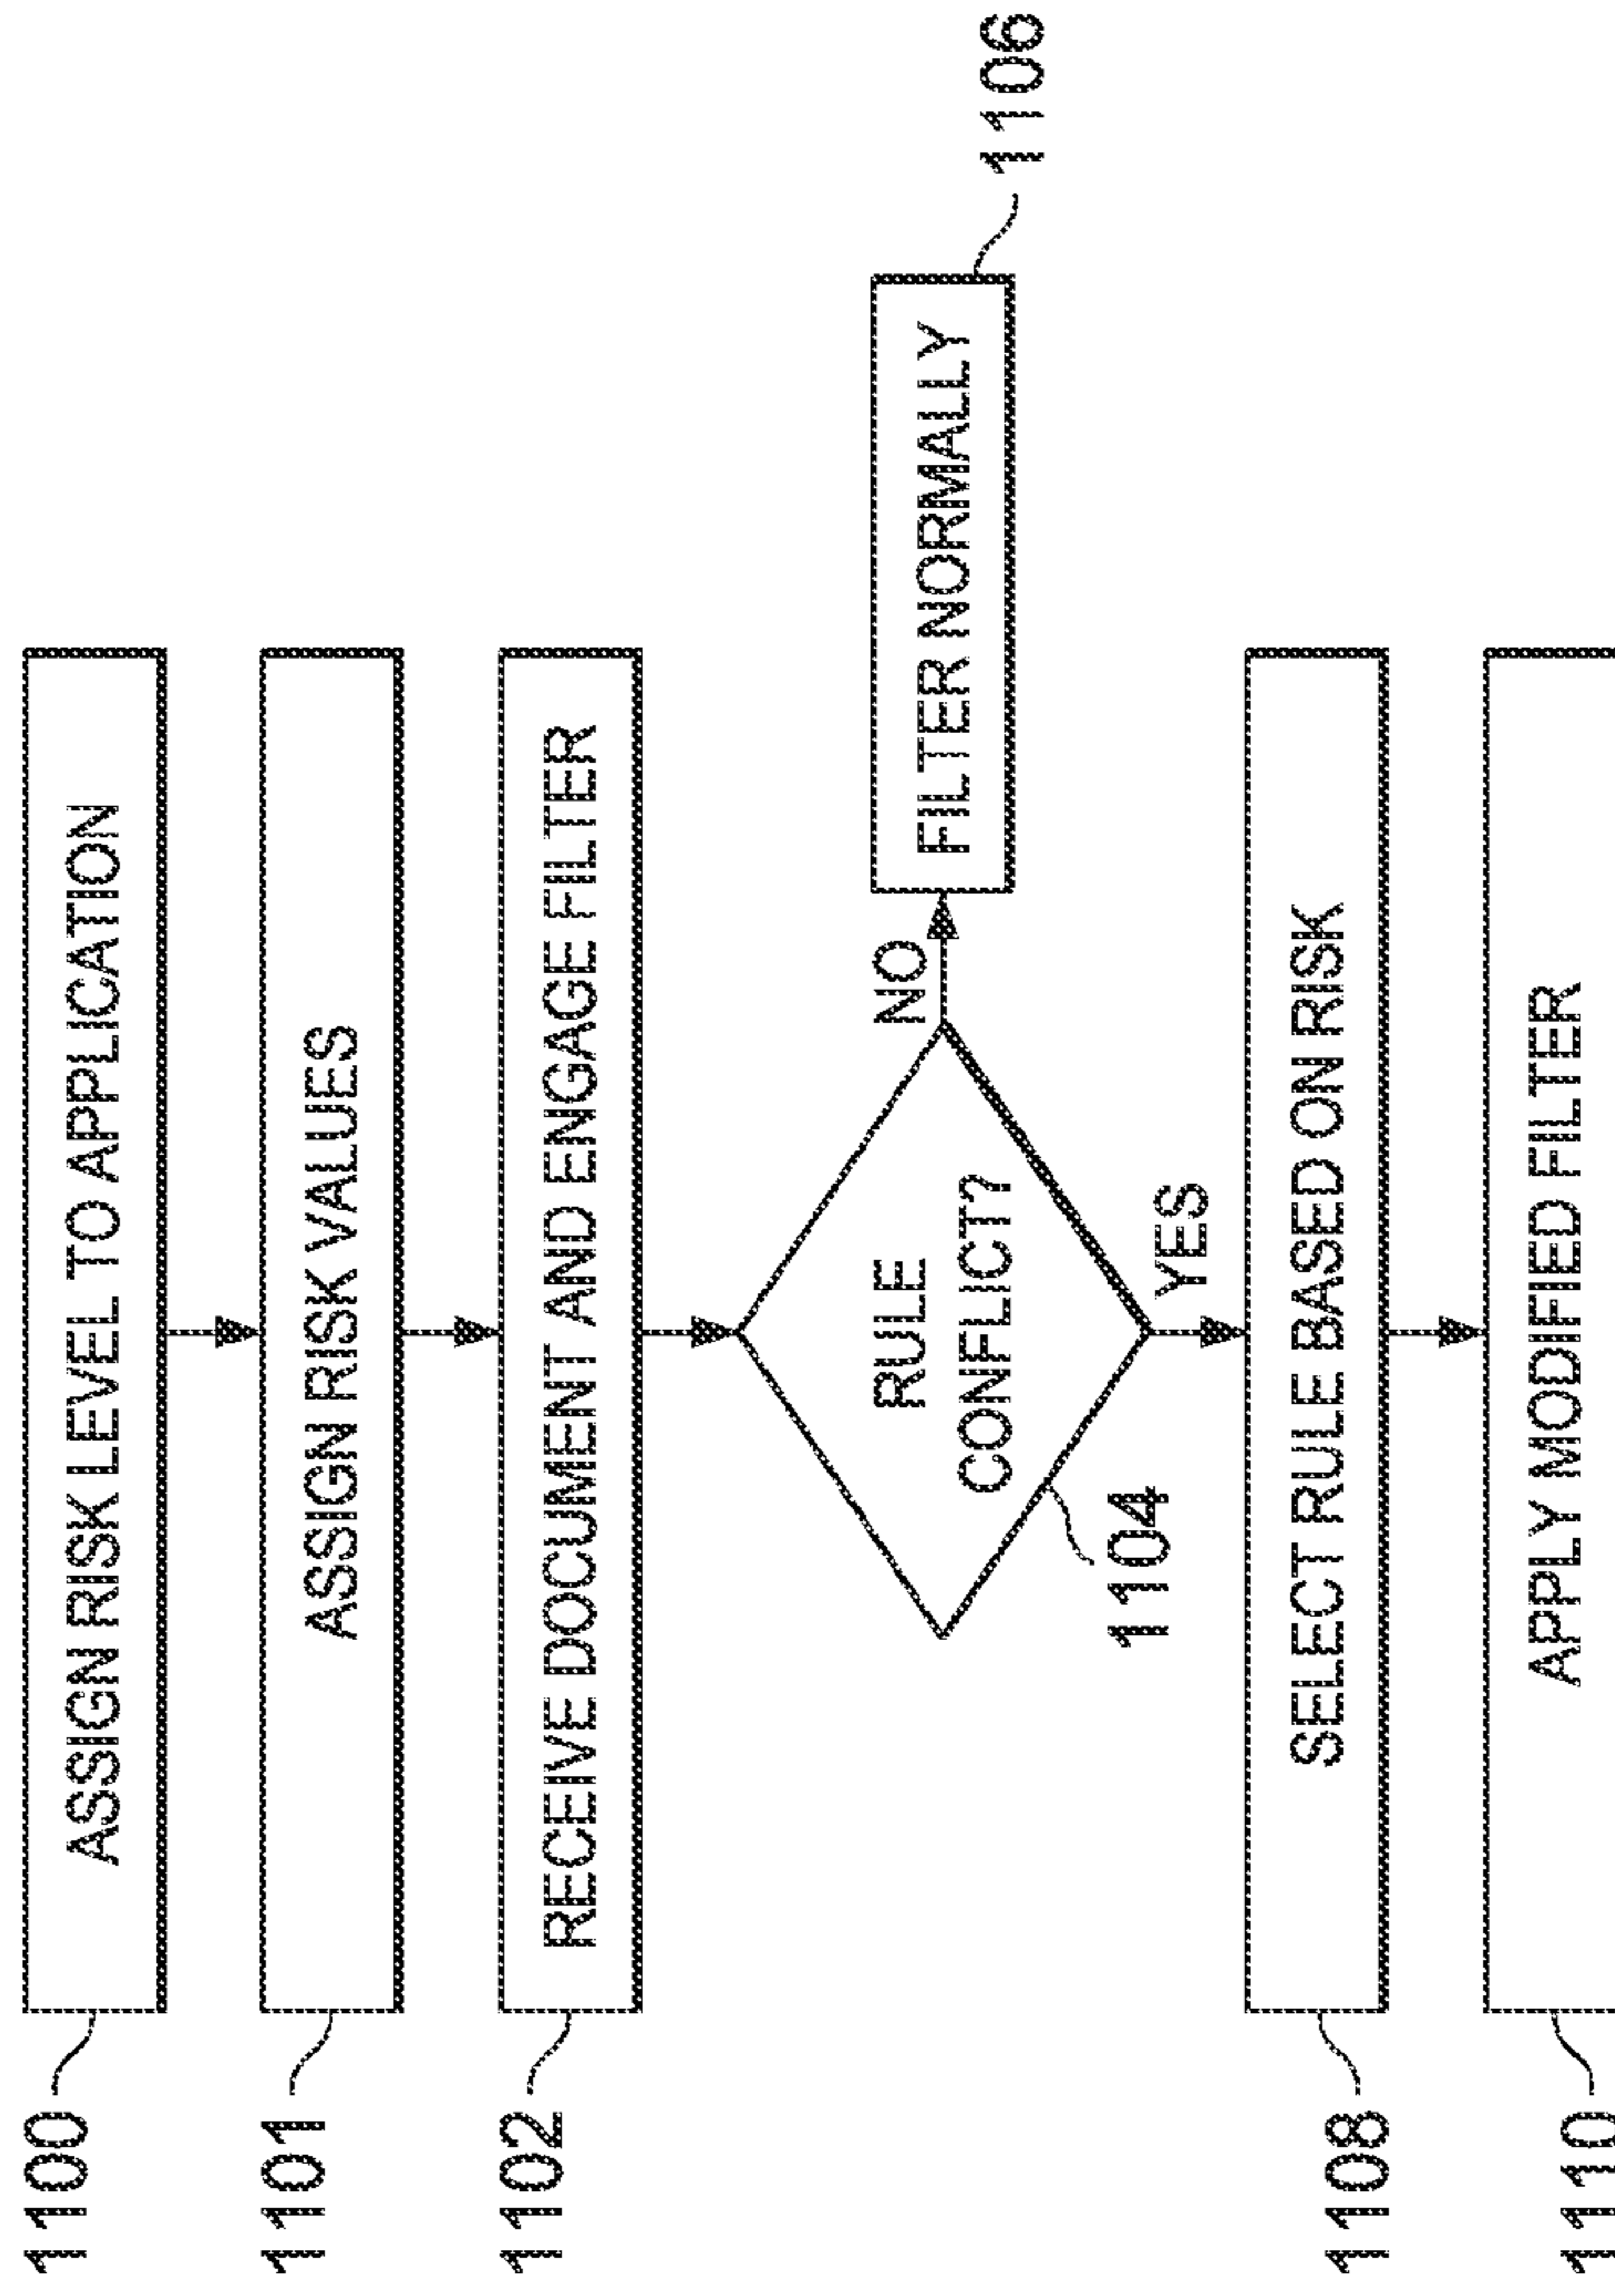 1100
ASSIGN RISK LEVEL TO APPLICATION
1101
ASSIGN RISK VALUES
1102
RECEIVE DOCUMENT AND ENGAGE FILTER
RULE
CONFLICT?
1104
NO
FILTER NORMALLY
1106
YES
1108
SELECT RULE BASED ON RISK
1110
APPLY MODIFIED FILTER